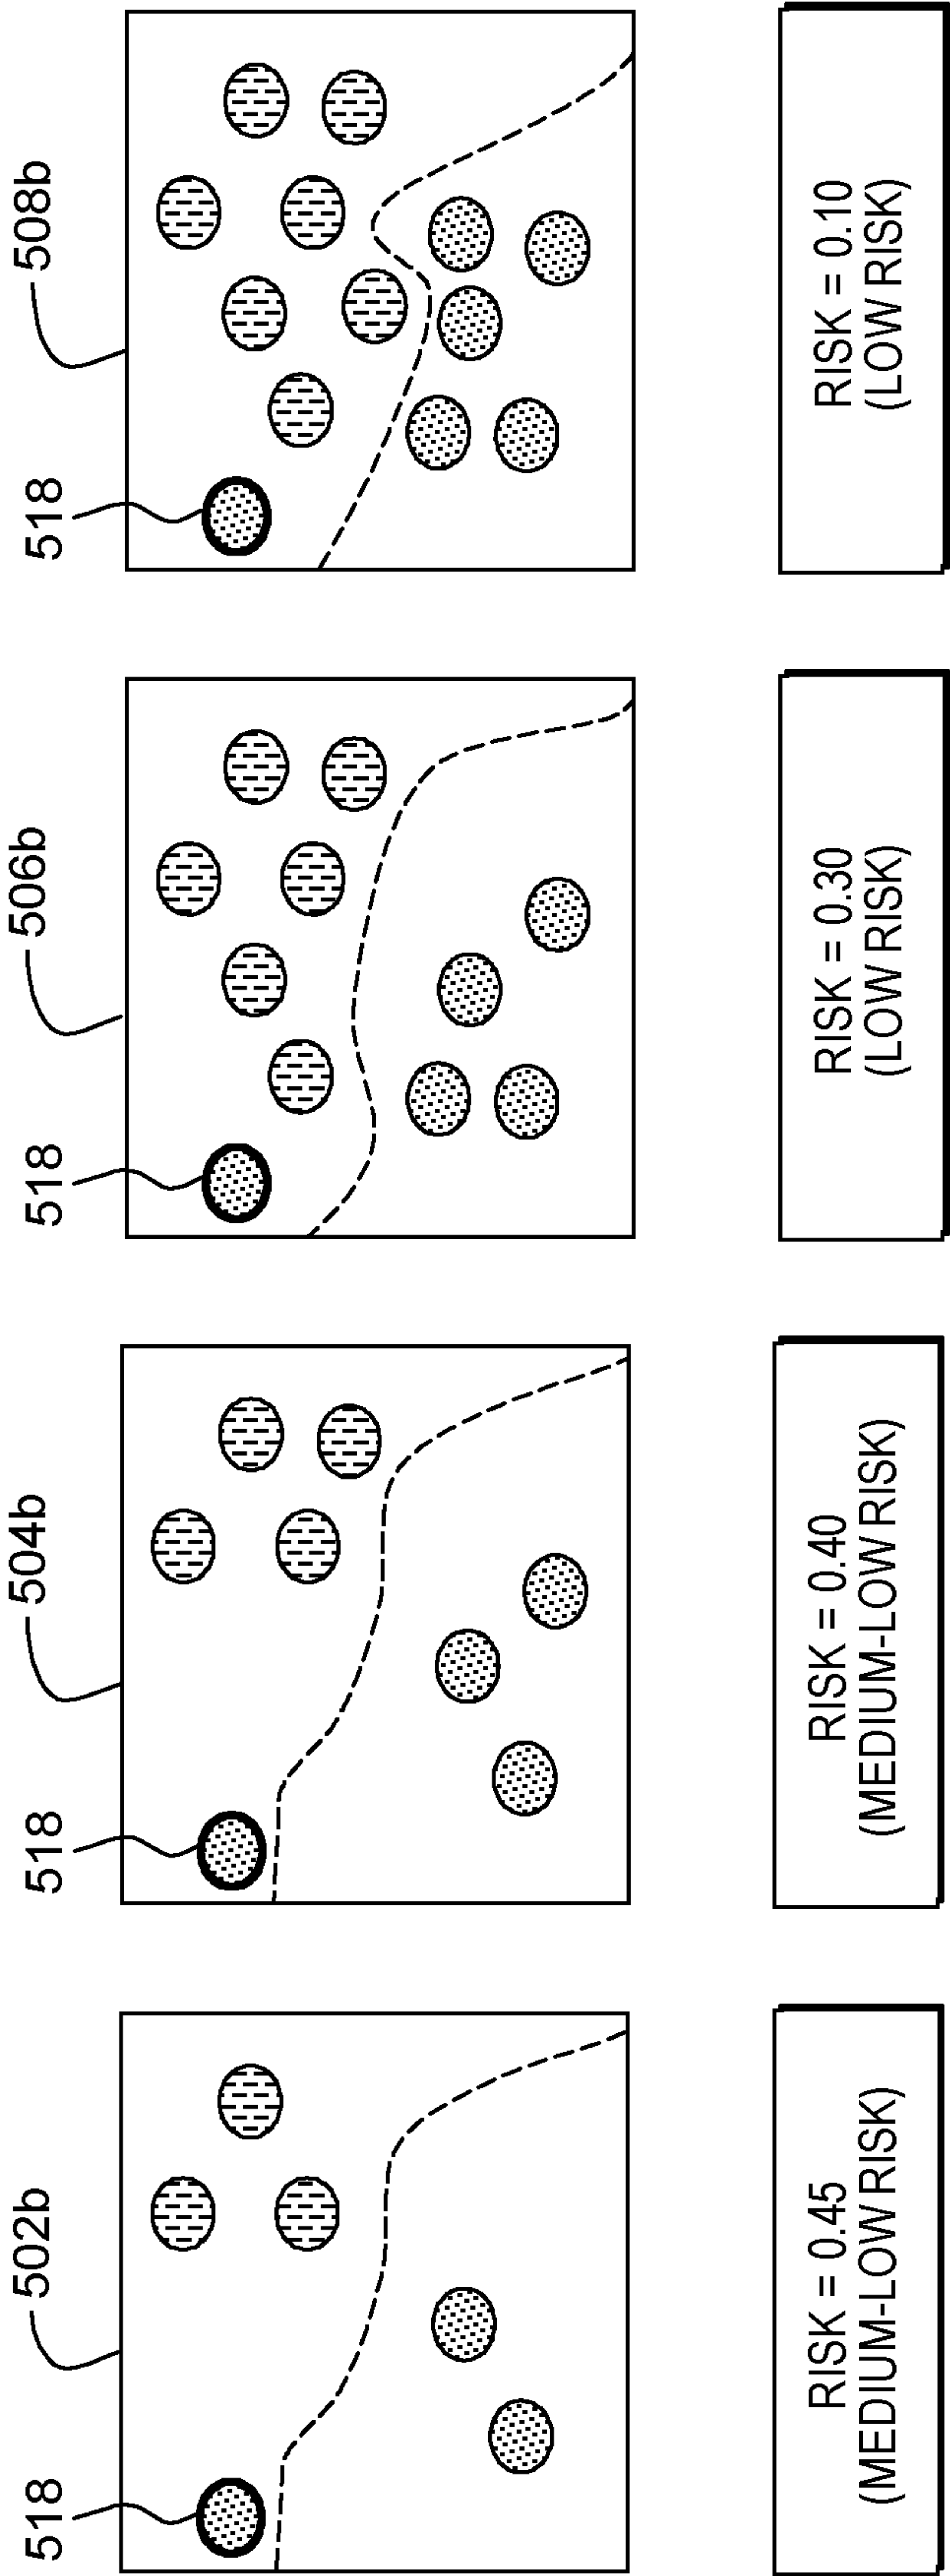 502b
518
RISK = 0.45
(MEDIUM-LOW RISK)
504b
518
RISK = 0.40
(MEDIUM-LOW RISK)
506b
518
RISK = 0.30
(LOW RISK)
508b
518
RISK = 0.10
(LOW RISK)